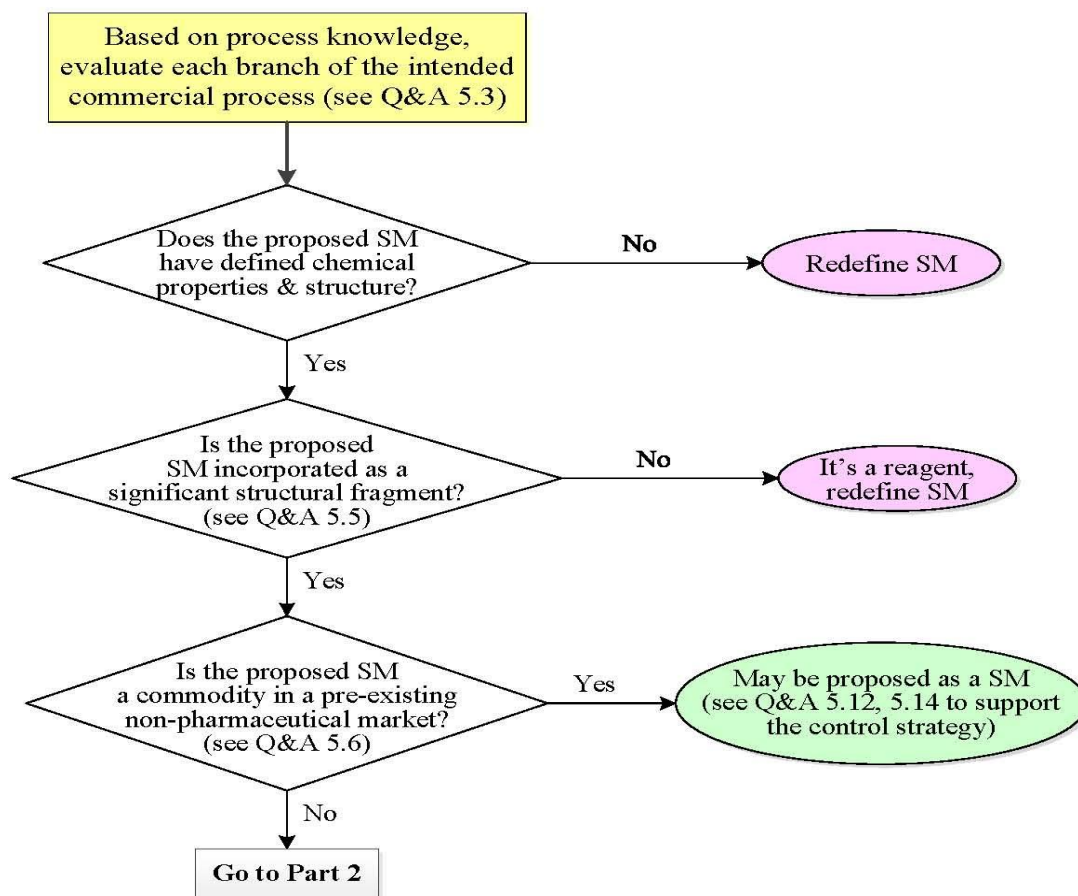 Based on process knowledge,
evaluate each branch of the intended
commercial process (see Q&A 5.3)
Does the proposed SM
have defined chemical
properties & structure?
No
Redefine SM
Yes
Is the proposed
SM incorporated as a
significant structural fragment?
(see Q&A 5.5)
No
It’s a reagent,
redefine SM
Yes
Is the proposed SM
a commodity in a pre-existing
non-pharmaceutical market?
(see Q&A 5.6)
Yes
May be proposed as a SM
(see Q&A 5.12, 5.14 to support
the control strategy)
No
Go to Part 2